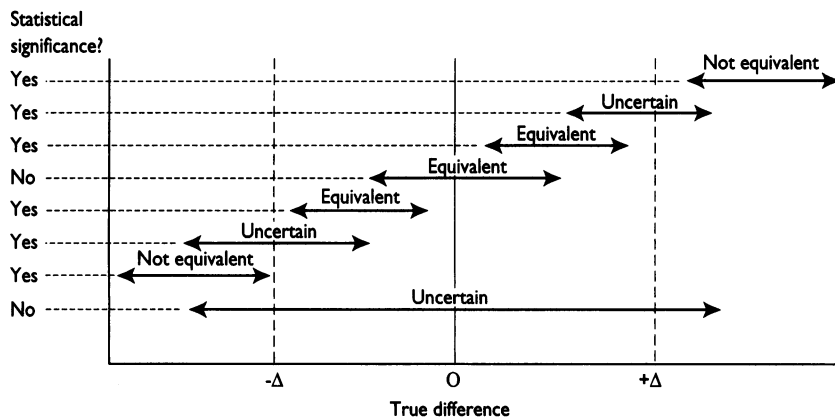 Statistical
significance?
Yes Not equivalent
Yes Uncertain
Yes Equivalent
No Equivalent
Yes Equivalent
Yes Uncertain
Yes Not equivalent
No Uncertain
-Δ O +Δ
True difference